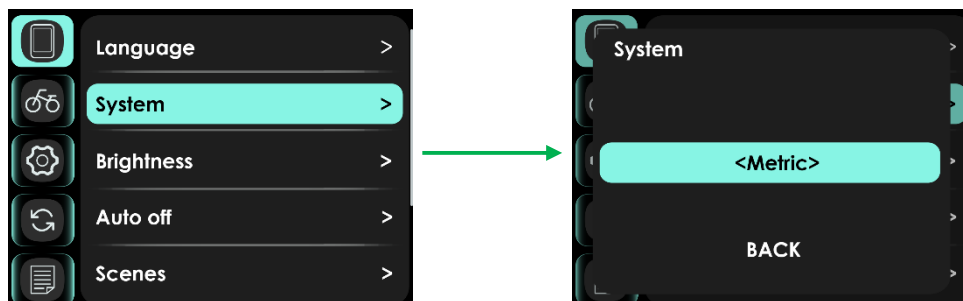 Language >
System >
Brightness >
Auto off >
Scenes >
System
<Metric>
BACK